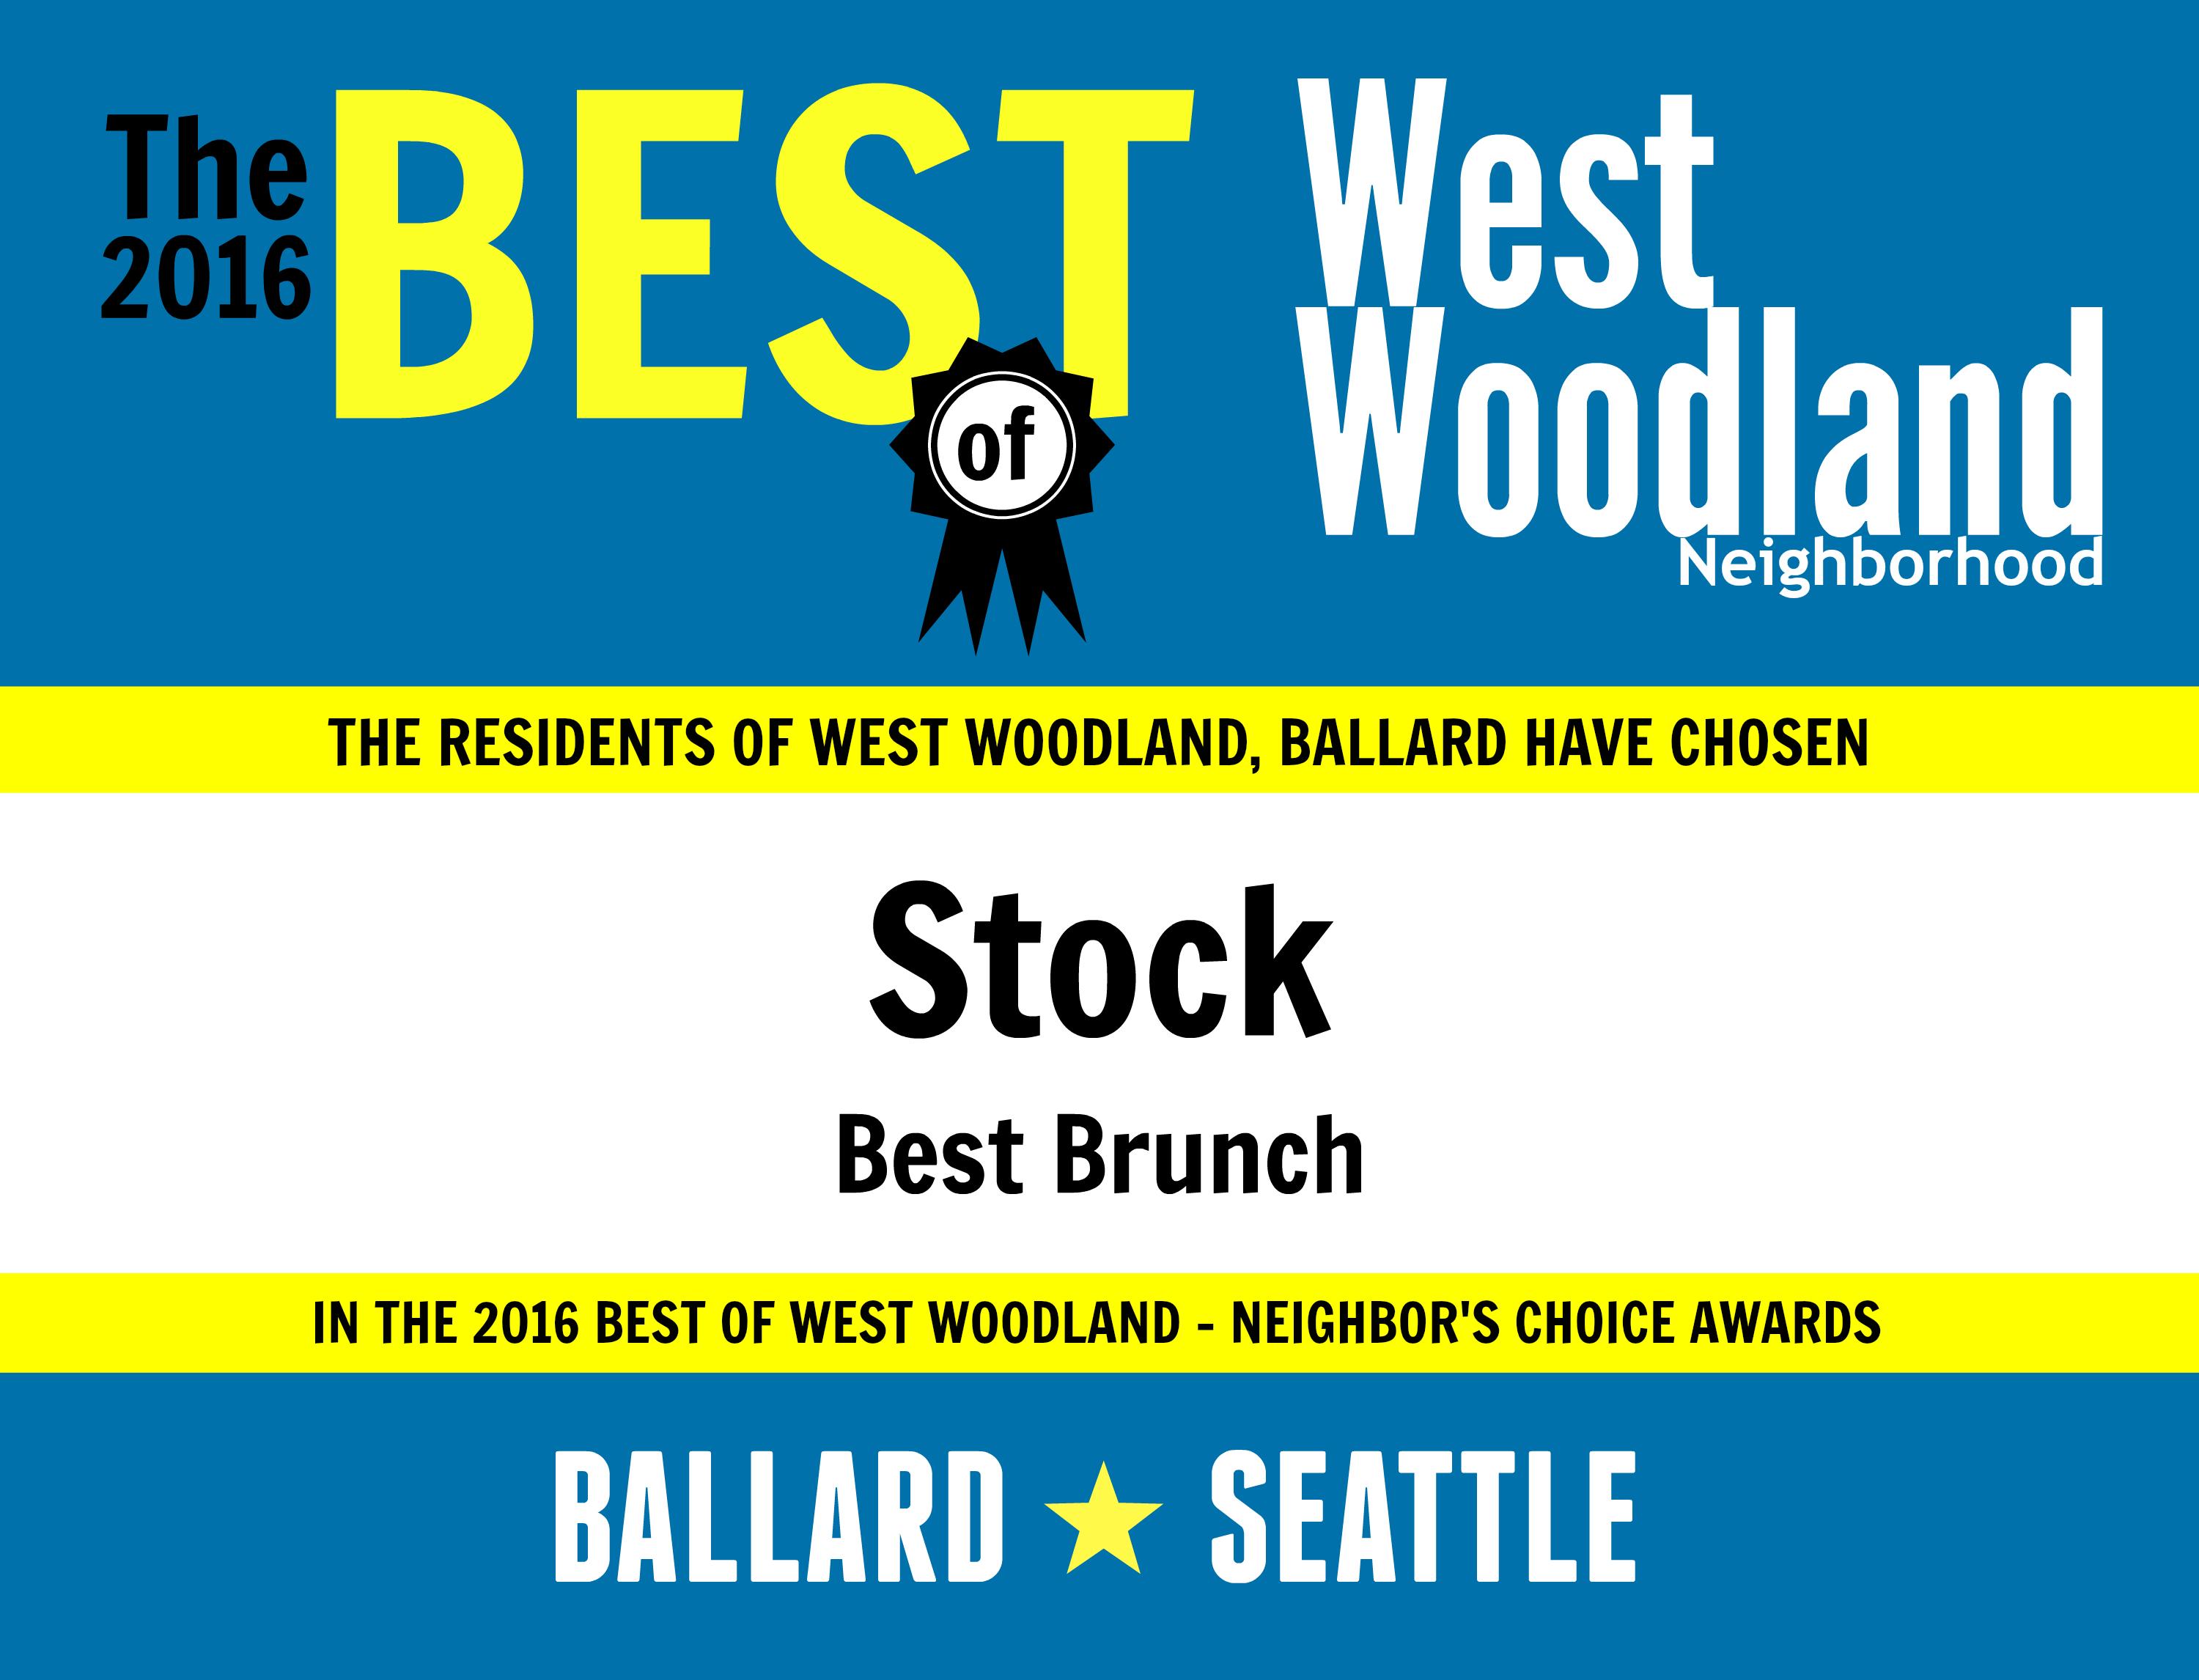 The
2016
BEST
of
West
Woodland
Neighborhood
THE RESIDENTS OF WEST WOODLAND, BALLARD HAVE CHOSEN
Stock
Best Brunch
IN THE 2016 BEST OF WEST WOODLAND – NEIGHBOR'S CHOICE AWARDS
BALLARD ★ SEATTLE